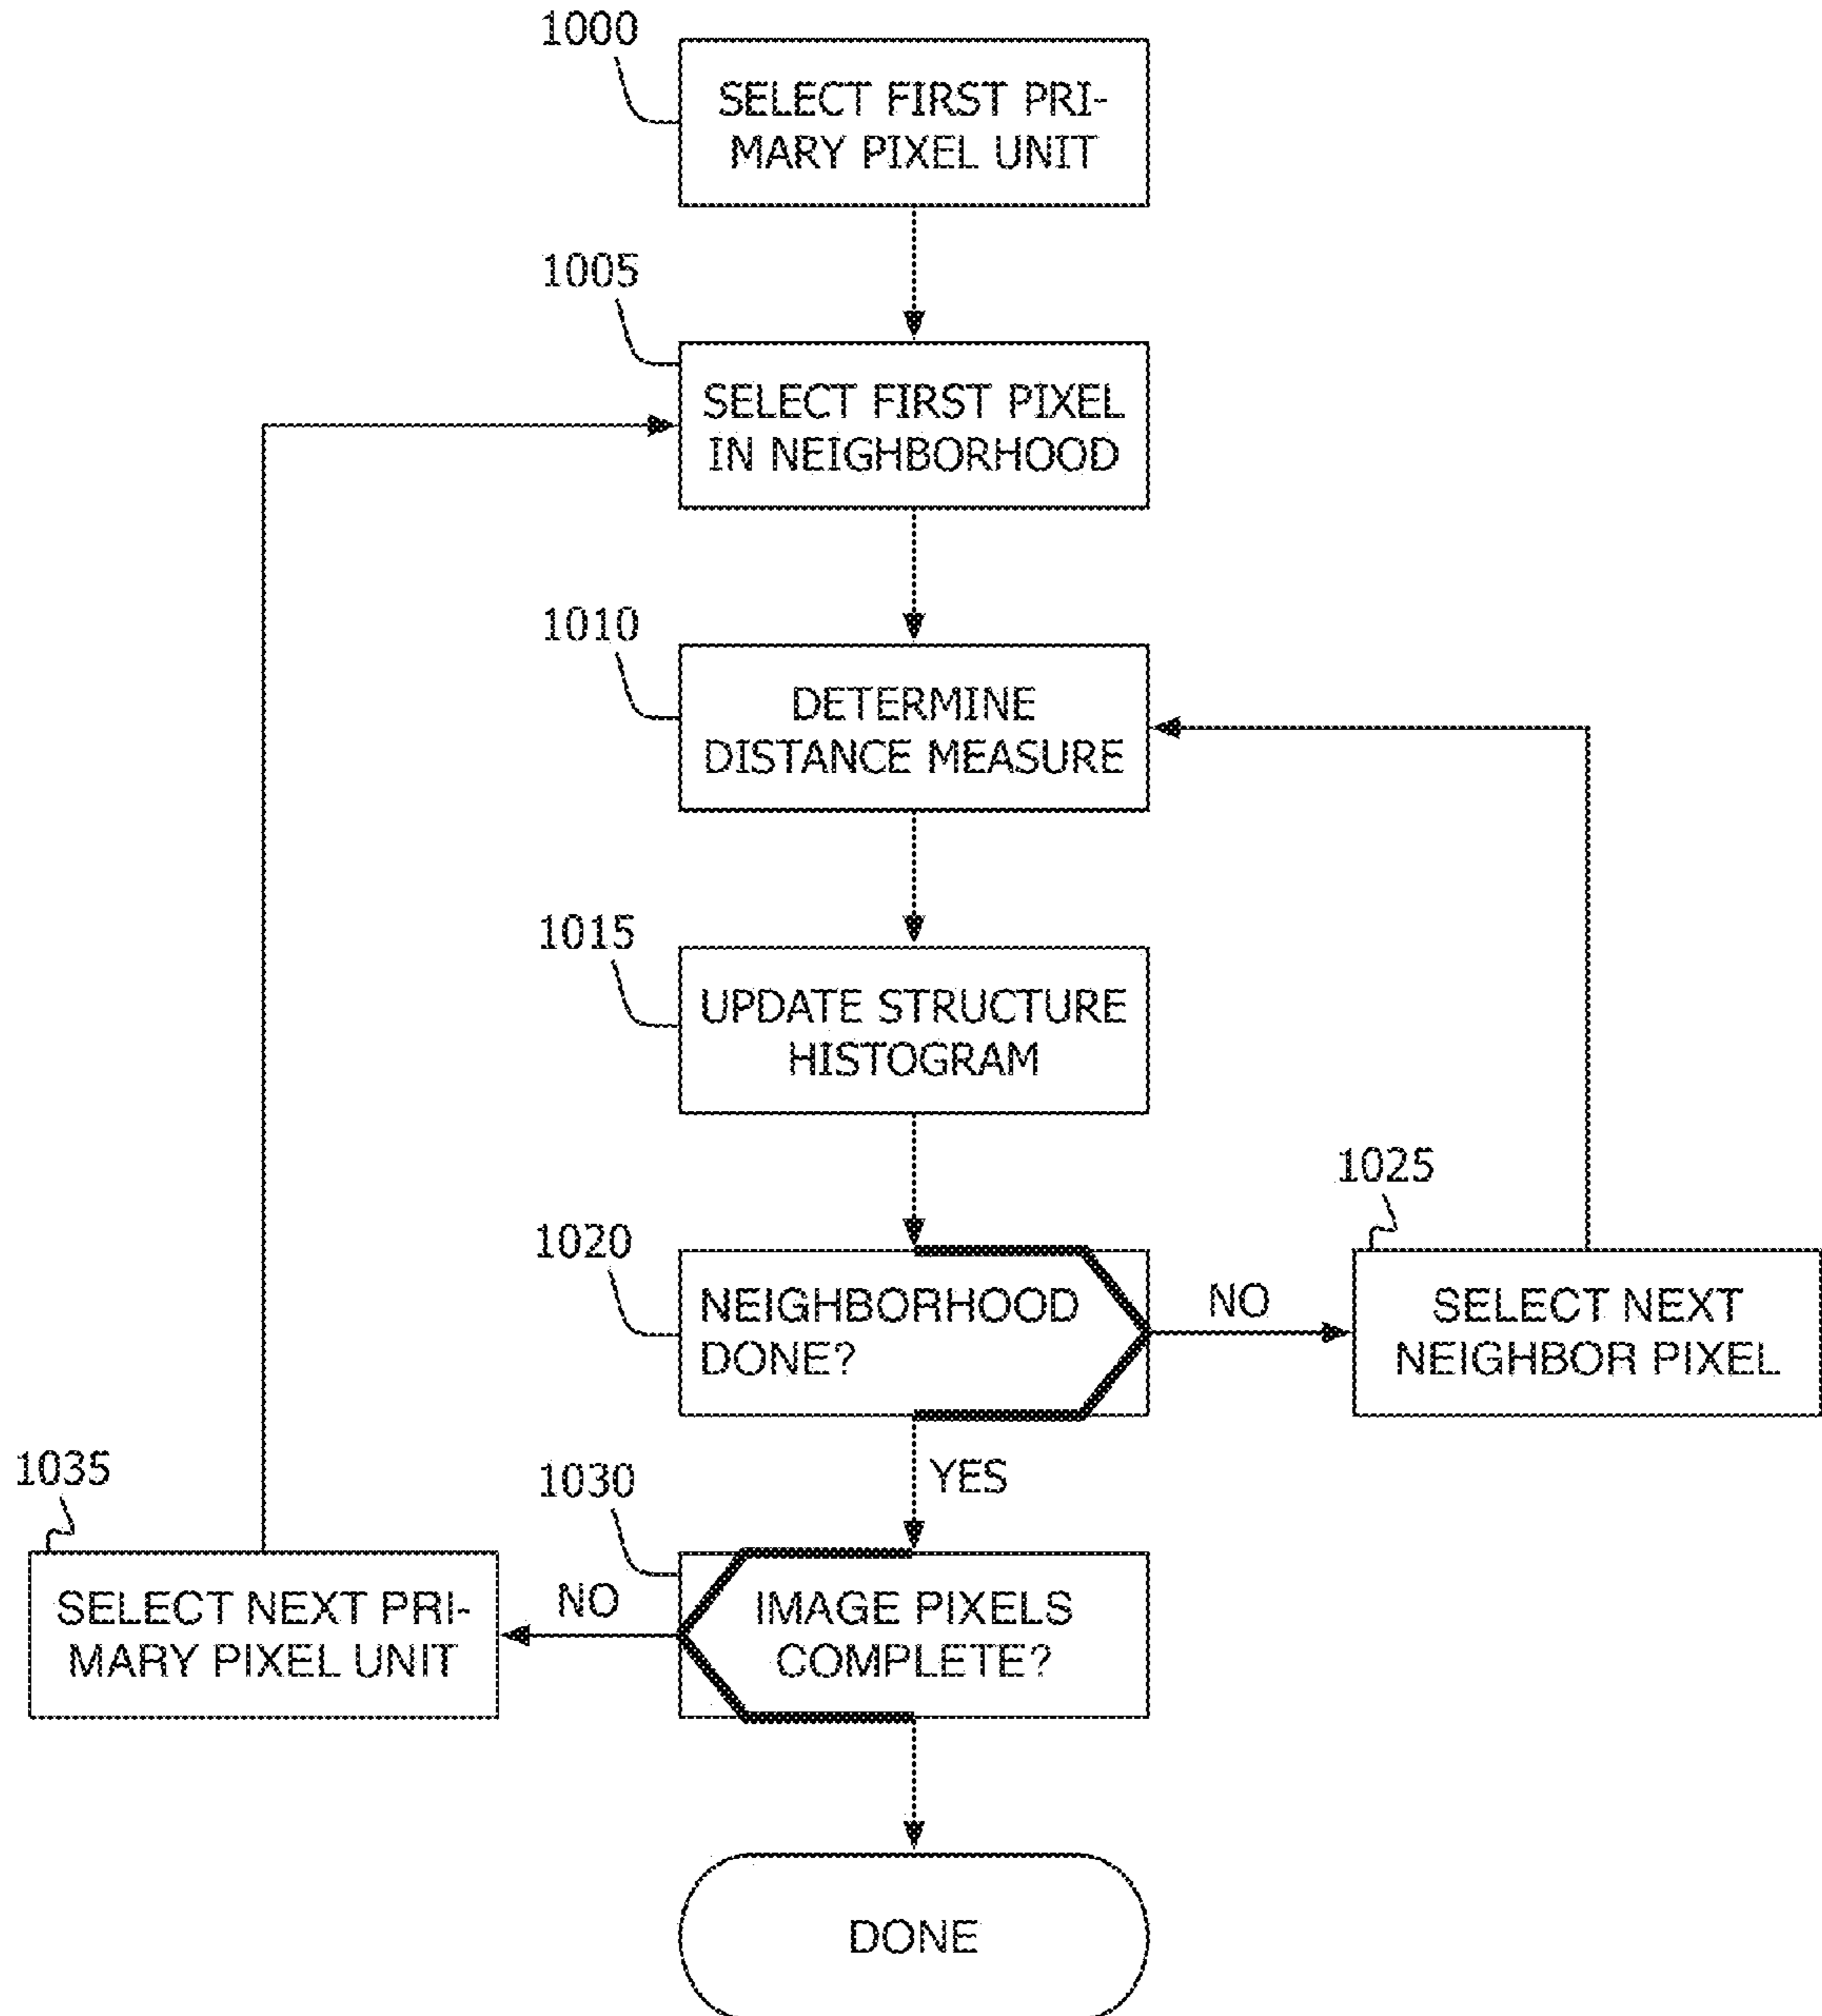 1000
SELECT FIRST PRI-
MARY PIXEL UNIT
1005
SELECT FIRST PIXEL
IN NEIGHBORHOOD
1010
DETERMINE
DISTANCE MEASURE
1015
UPDATE STRUCTURE
HISTOGRAM
1020
NEIGHBORHOOD
DONE?
NO
1025
SELECT NEXT
NEIGHBOR PIXEL
YES
1030
IMAGE PIXELS
COMPLETE?
NO
1035
SELECT NEXT PRI-
MARY PIXEL UNIT
DONE